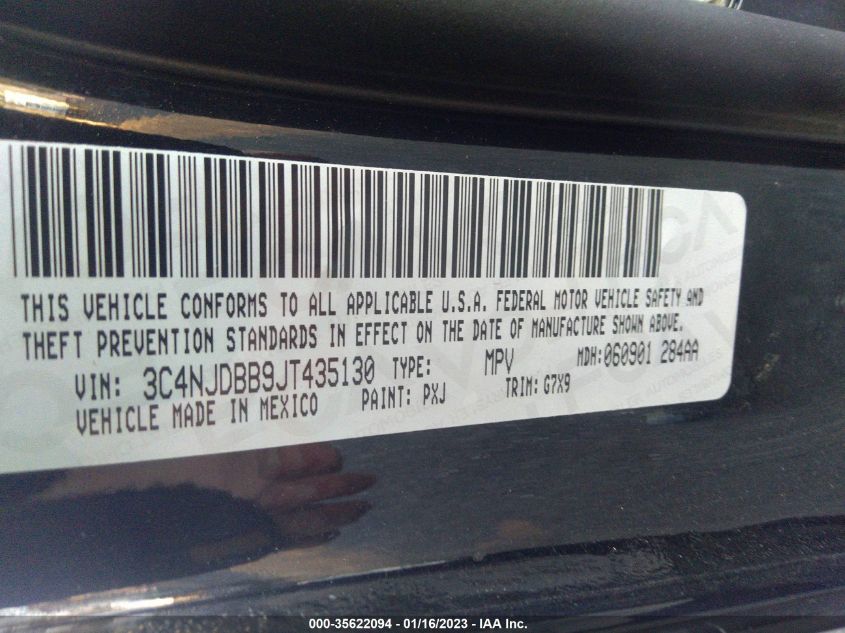 THIS VEHICLE CONFORMS TO ALL APPLICABLE U.S.A. FEDERAL MOTOR VEHICLE SAFETY AND
THEFT PREVENTION STANDARDS IN EFFECT ON THE DATE OF MANUFACTURE SHOWN ABOVE.
VIN: 3C4NJDBB9JT435130 TYPE: MPV MDH:060901 284AA
VEHICLE MADE IN MEXICO PAINT: PXJ TRIM: G7X9
000-35622094 - 01/16/2023 - IAA Inc.